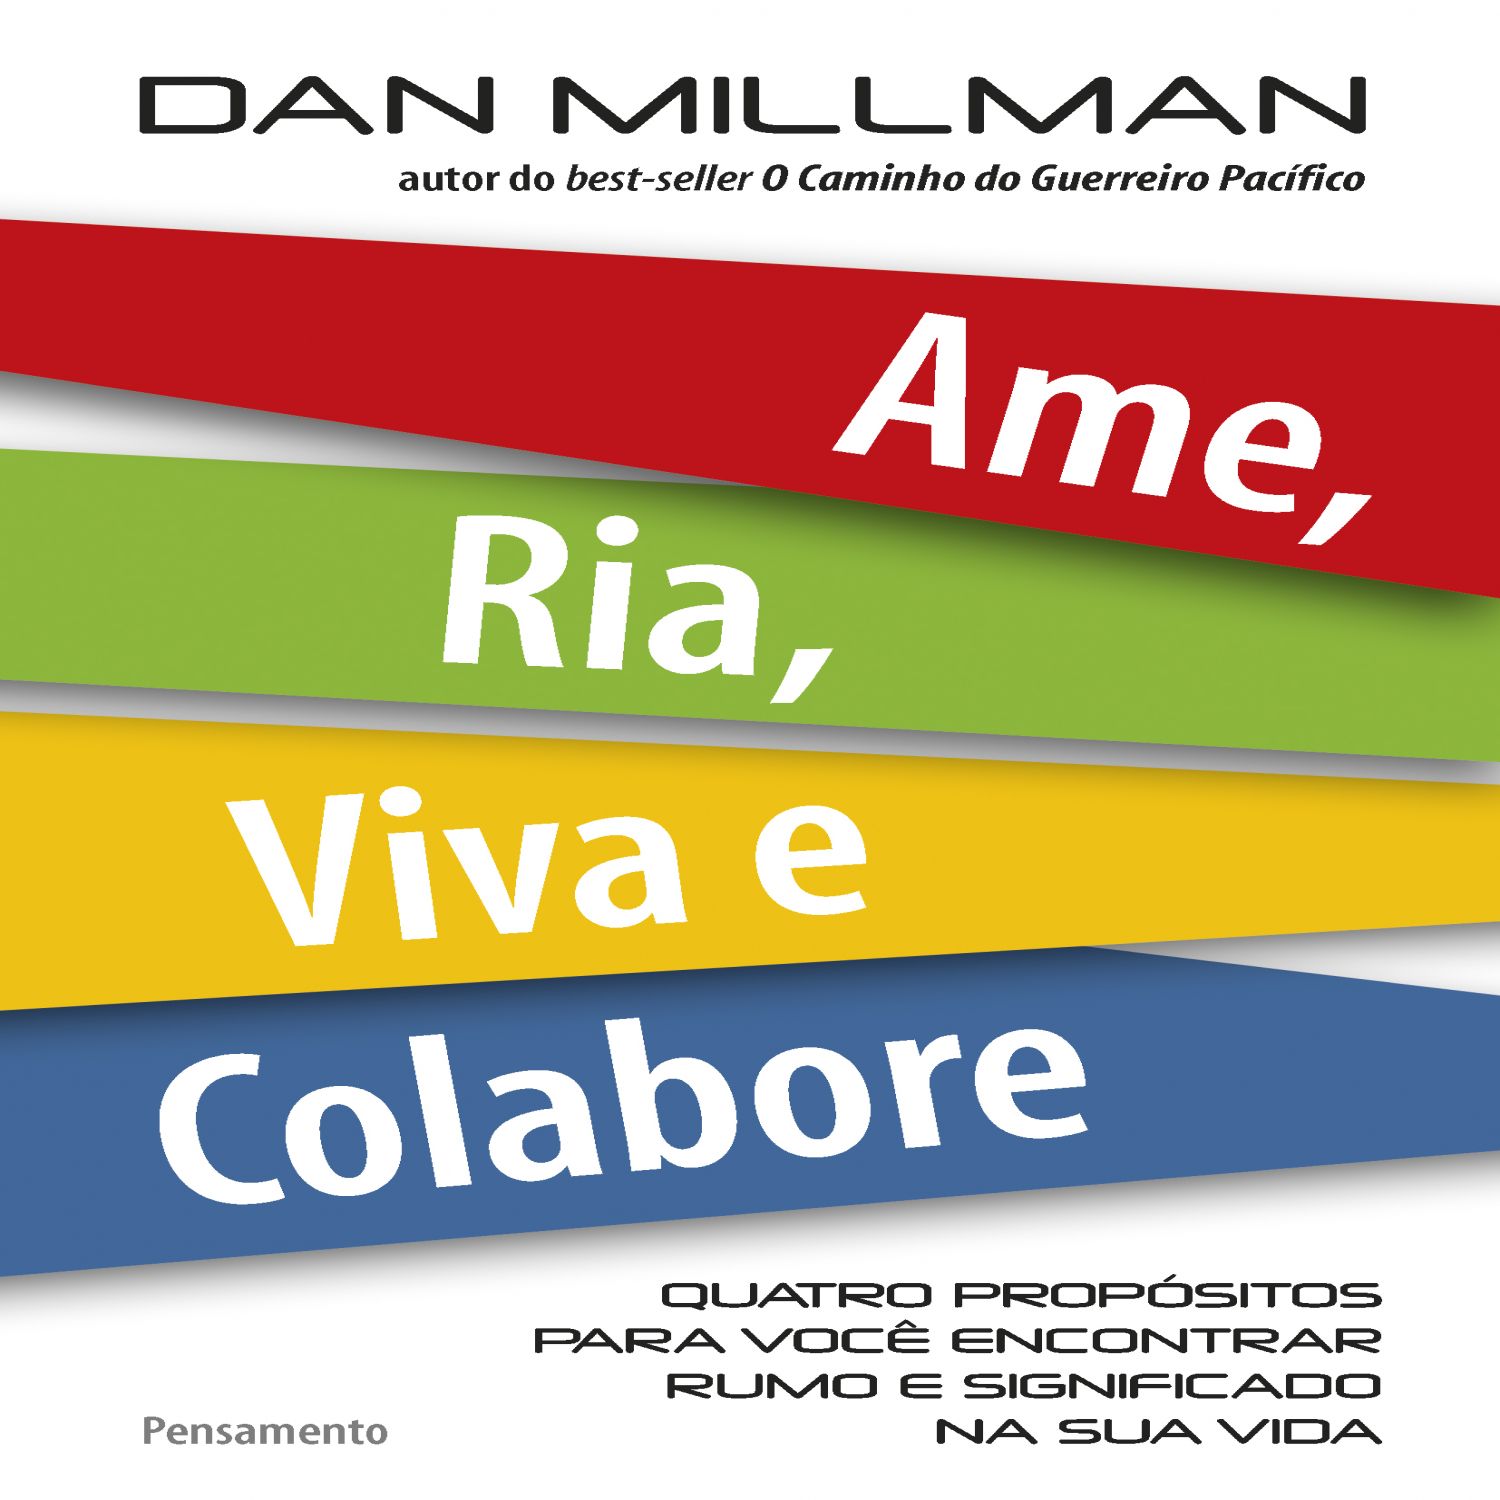 DAN MILLMAN
autor do best-seller O Caminho do Guerreiro Pacífico
Ame,
Ria,
Viva e
Colabore
QUATRO PROPÓSITOS
PARA VOCÊ ENCONTRAR
RUMO E SIGNIFICADO
NA SUA VIDA
Pensamento